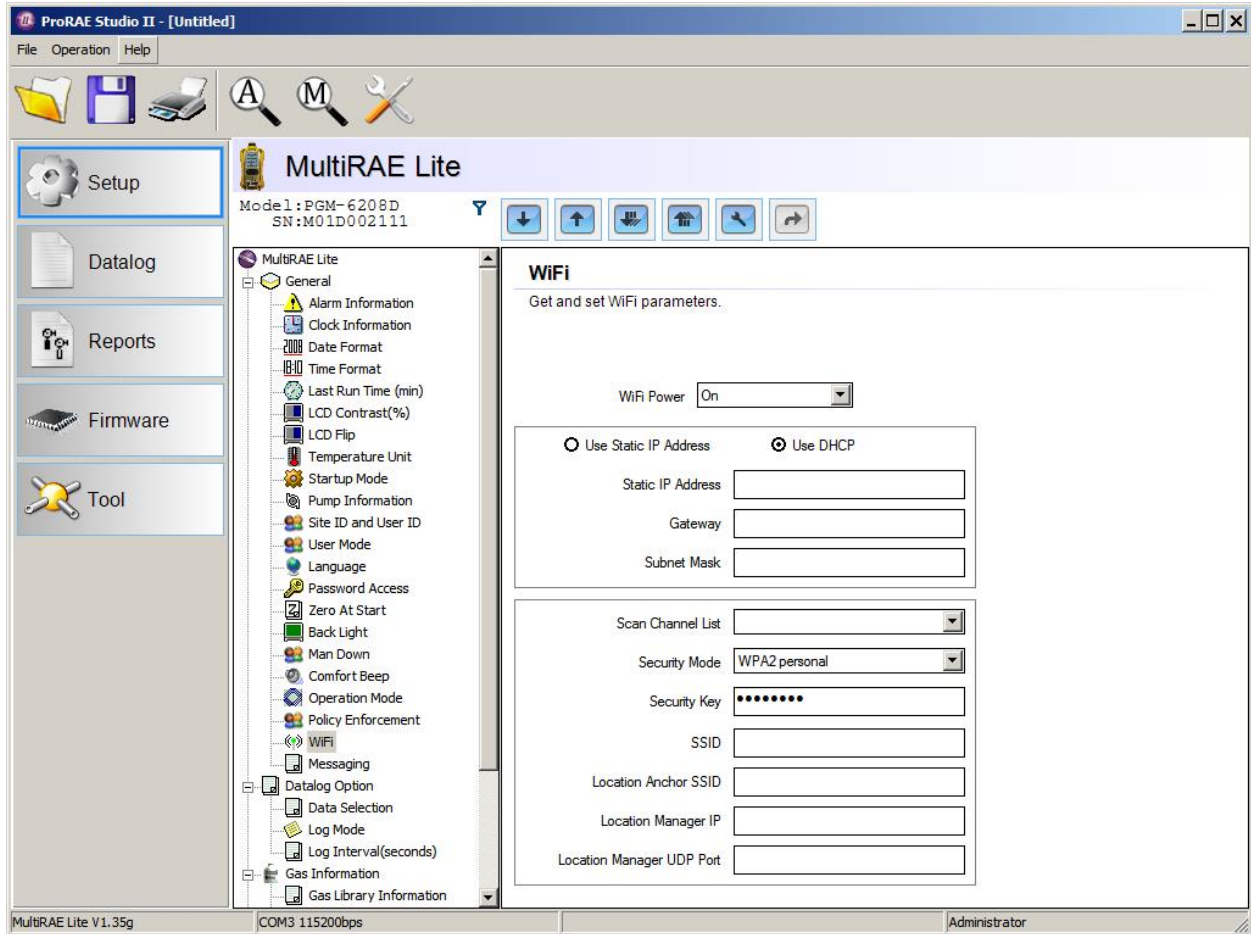 ProRAE Studio II - [Untitled]
File Operation Help
A M
Setup
Datalog
Reports
Firmware
Tool
MultiRAE Lite
Model:PGM-6208D
SN:M01D002111
MultiRAE Lite
General
Alarm Information
Clock Information
Date Format
Time Format
Last Run Time (min)
LCD Contrast(%)
LCD Flip
Temperature Unit
Startup Mode
Pump Information
Site ID and User ID
User Mode
Language
Password Access
Zero At Start
Back Light
Man Down
Comfort Beep
Operation Mode
Policy Enforcement
WiFi
Messaging
Datalog Option
Data Selection
Log Mode
Log Interval(seconds)
Gas Information
Gas Library Information
WiFi
Get and set WiFi parameters.
WiFi Power On
Use Static IP Address Use DHCP
Static IP Address
Gateway
Subnet Mask
Scan Channel List
Security Mode WPA2 personal
Security Key ••••••••
SSID
Location Anchor SSID
Location Manager IP
Location Manager UDP Port
MultiRAE Lite V1.35g COM3 115200bps Administrator